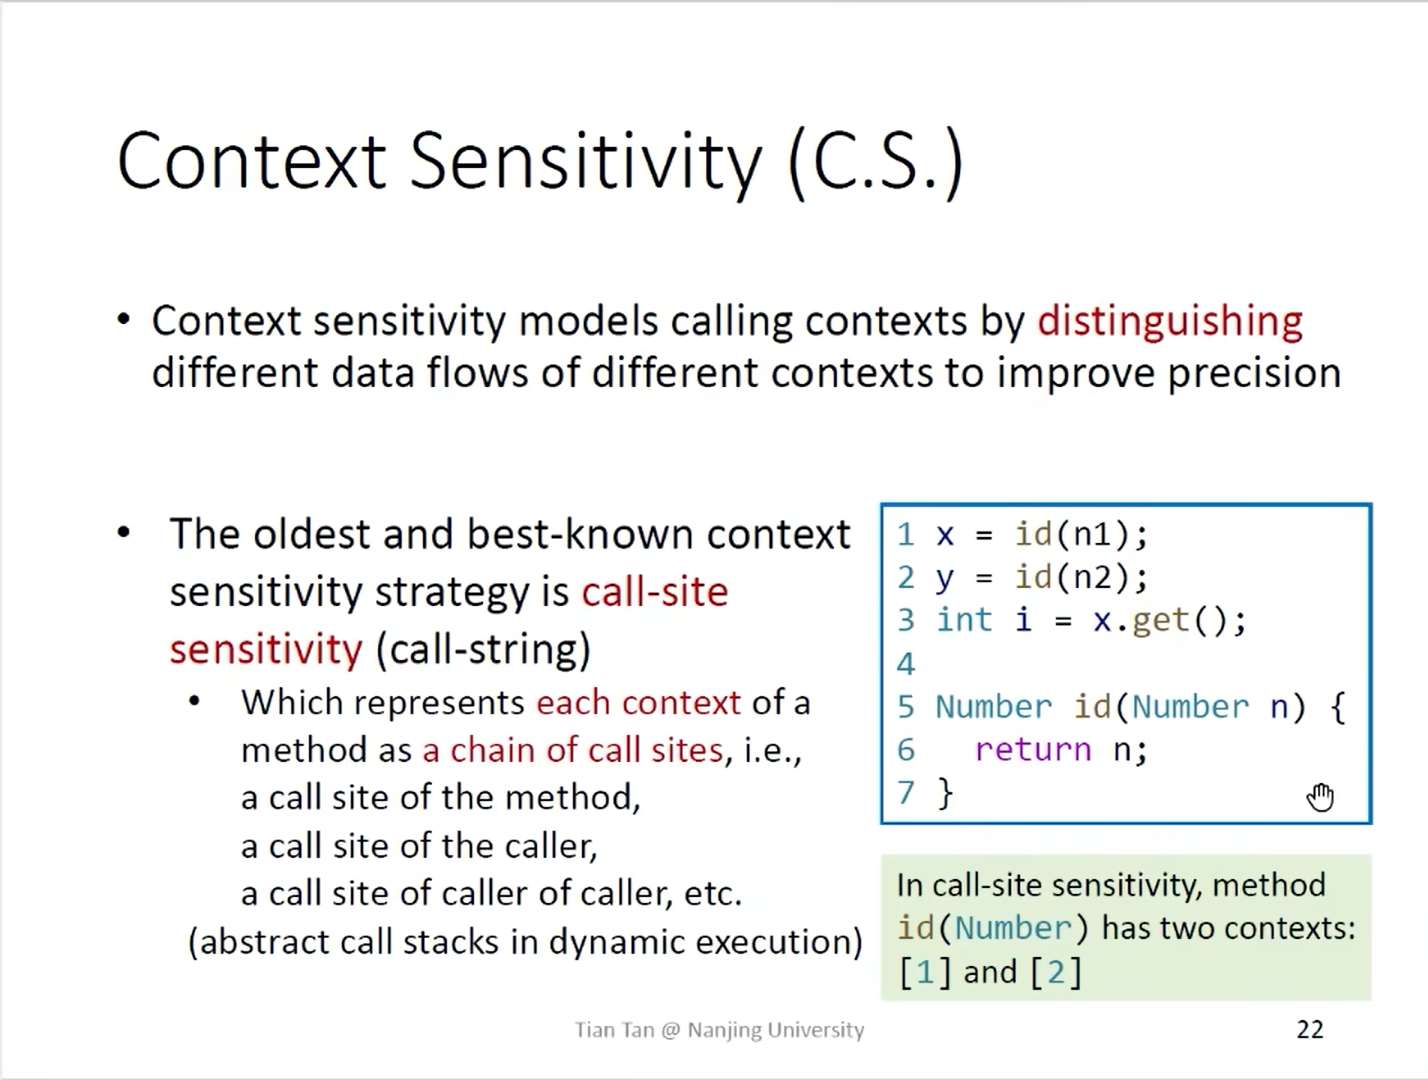 Context Sensitivity (C.S.)
• Context sensitivity models calling contexts by distinguishing
different data flows of different contexts to improve precision
• The oldest and best-known context
sensitivity strategy is call-site
sensitivity (call-string)
• Which represents each context of a
method as a chain of call sites, i.e.,
a call site of the method,
a call site of the caller,
a call site of caller of caller, etc.
(abstract call stacks in dynamic execution)
1 x = id(n1);
2 y = id(n2);
3 int i = x.get();
4
5 Number id(Number n) {
6   return n;
7 }
In call-site sensitivity, method
id(Number) has two contexts:
[1] and [2]
Tian Tan @ Nanjing University
22